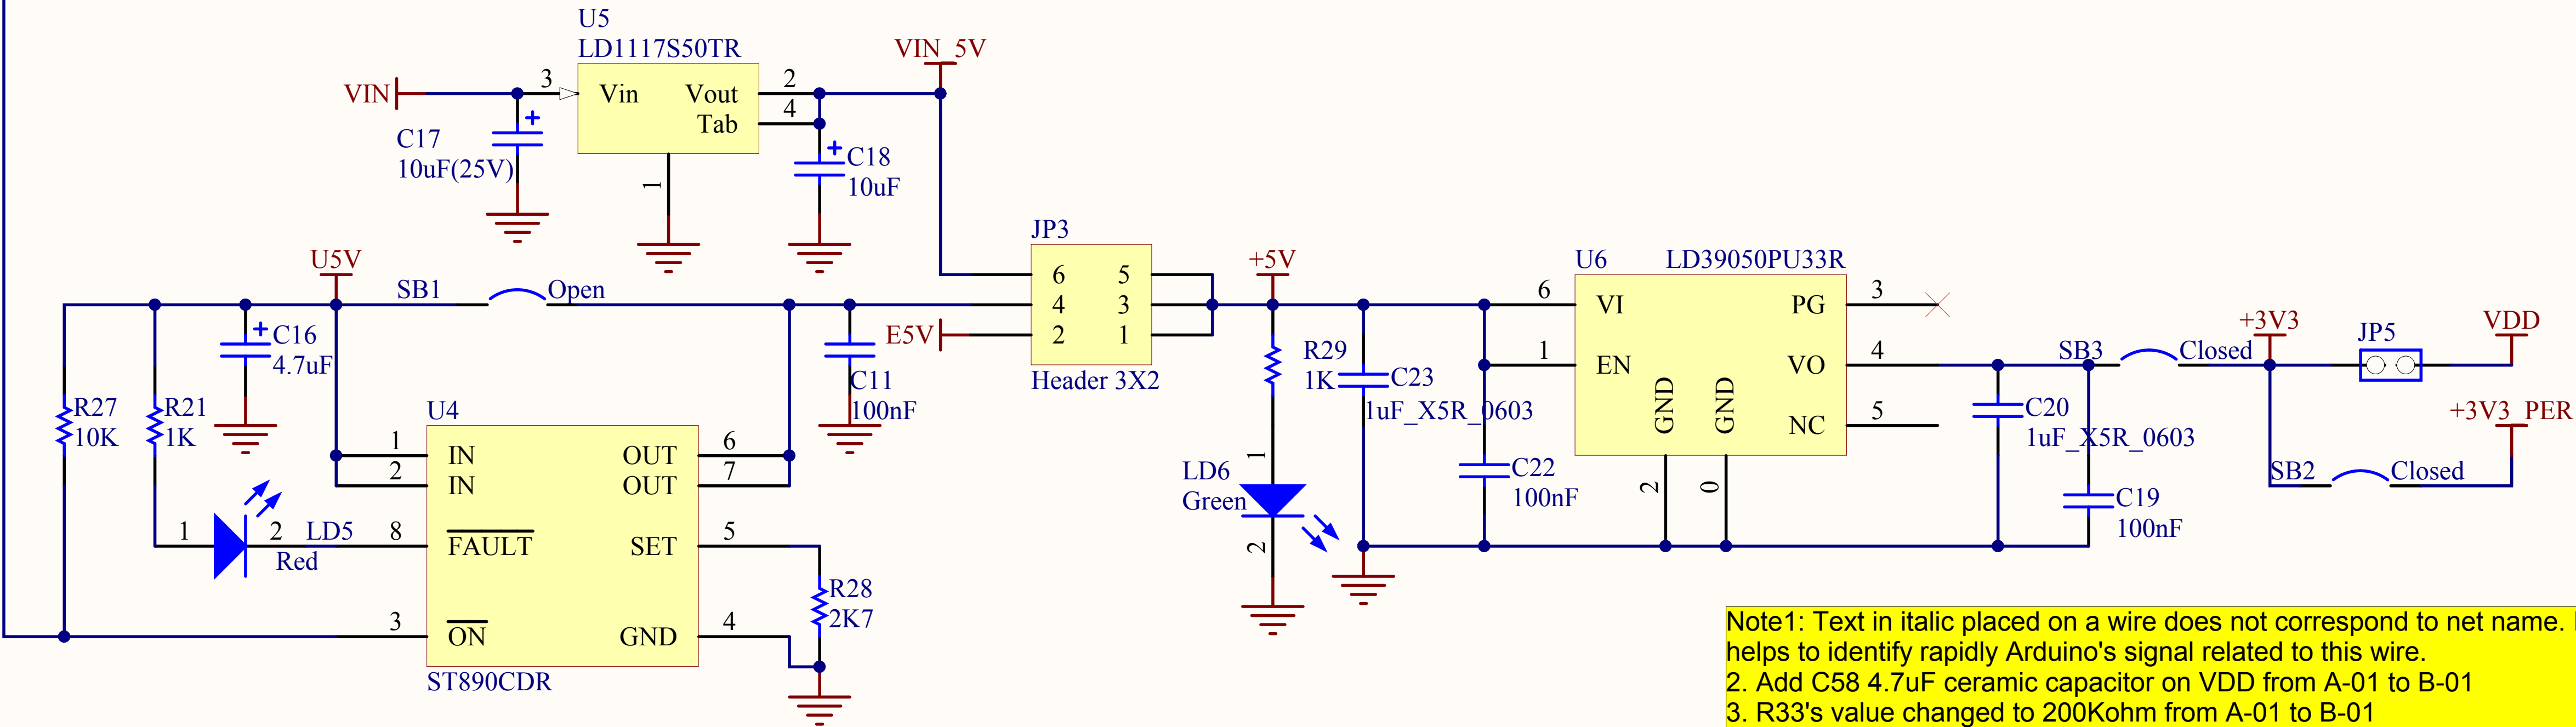 U5
LD1117S50TR
VIN_5V
VIN
3
Vin
Vout
2
Tab
4
1
C17
10uF(25V)
C18
10uF
JP3
6 5
4 3
2 1
Header 3X2
E5V
U5V
SB1
Open
C16
4.7uF
C11
100nF
R27
10K
R21
1K
U4
1
IN
OUT
6
2
IN
OUT
7
1
2
LD5
Red
8
FAULT
SET
5
3
ON
GND
4
ST890CDR
R28
2K7
+5V
R29
1K
C23
1uF_X5R_0603
1
LD6
Green
2
C22
100nF
U6
LD39050PU33R
6
VI
PG
3
1
EN
VO
4
GND
GND
NC
5
2
0
C20
1uF_X5R_0603
C19
100nF
SB3
Closed
+3V3
JP5
VDD
+3V3_PER
SB2
Closed
Note1: Text in italic placed on a wire does not correspond to net name.
helps to identify rapidly Arduino's signal related to this wire.
2. Add C58 4.7uF ceramic capacitor on VDD from A-01 to B-01
3. R33's value changed to 200Kohm from A-01 to B-01